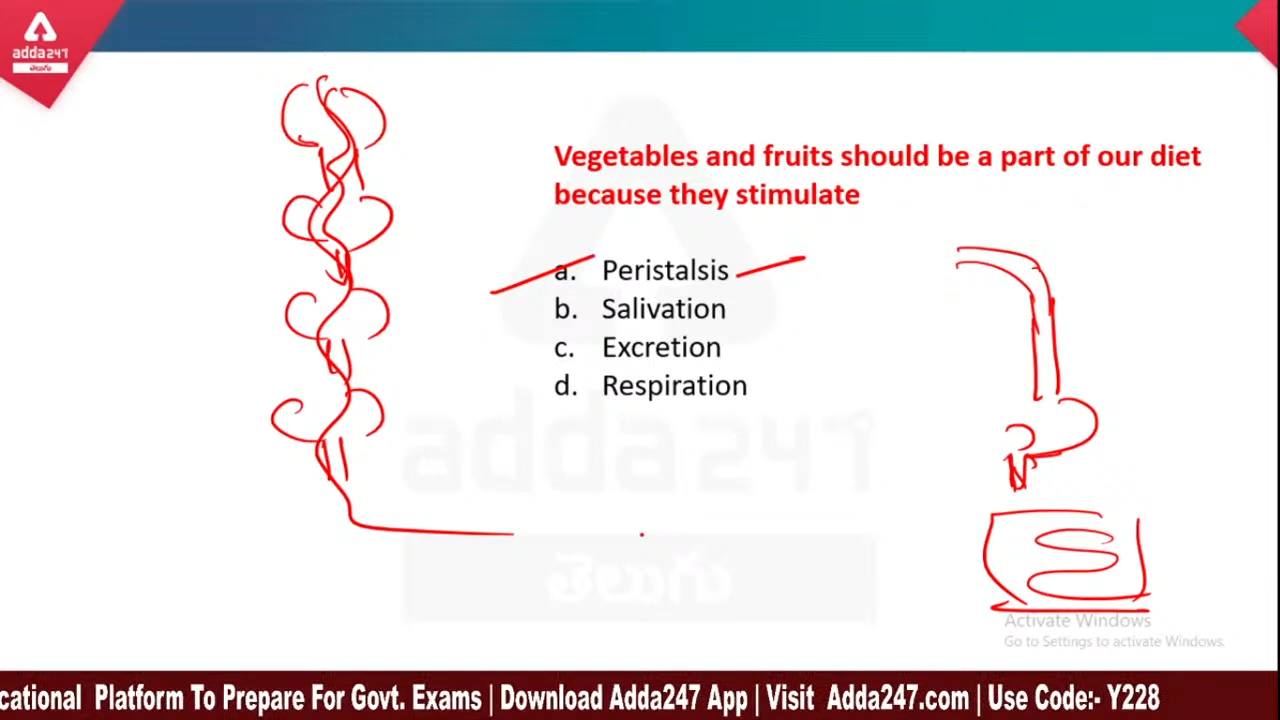 adda247
తెలుగు
Vegetables and fruits should be a part of our diet
because they stimulate
a. Peristalsis
b. Salivation
c. Excretion
d. Respiration
adda247
తెలుగు
Activate Windows
Go to Settings to activate Windows.
cational Platform To Prepare For Govt. Exams | Download Adda247 App | Visit Adda247.com | Use Code:- Y228